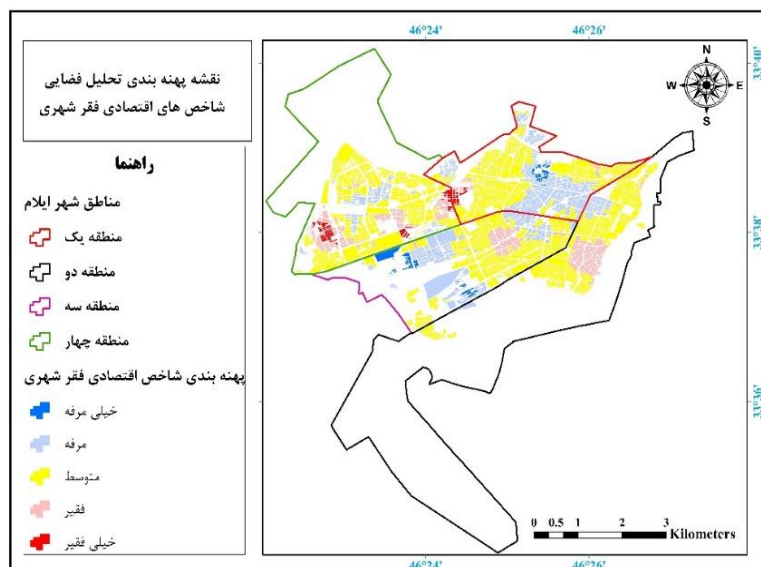 نقشه پهنه بندی تحلیل فضایی
شاخص های اقتصادی فقر شهری
راهنما
مناطق شهر ایلام
منطقه یک
منطقه دو
منطقه سه
منطقه چهار
پهنه بندی شاخص اقتصادی فقر شهری
خیلی مرفه
مرفه
متوسط
فقیر
خیلی فقیر
46°24' 46°26'
33°40'
33°38'
33°36'
N
W E
S
0 0.5 1 2 3
Kilometers
46°24' 46°26'